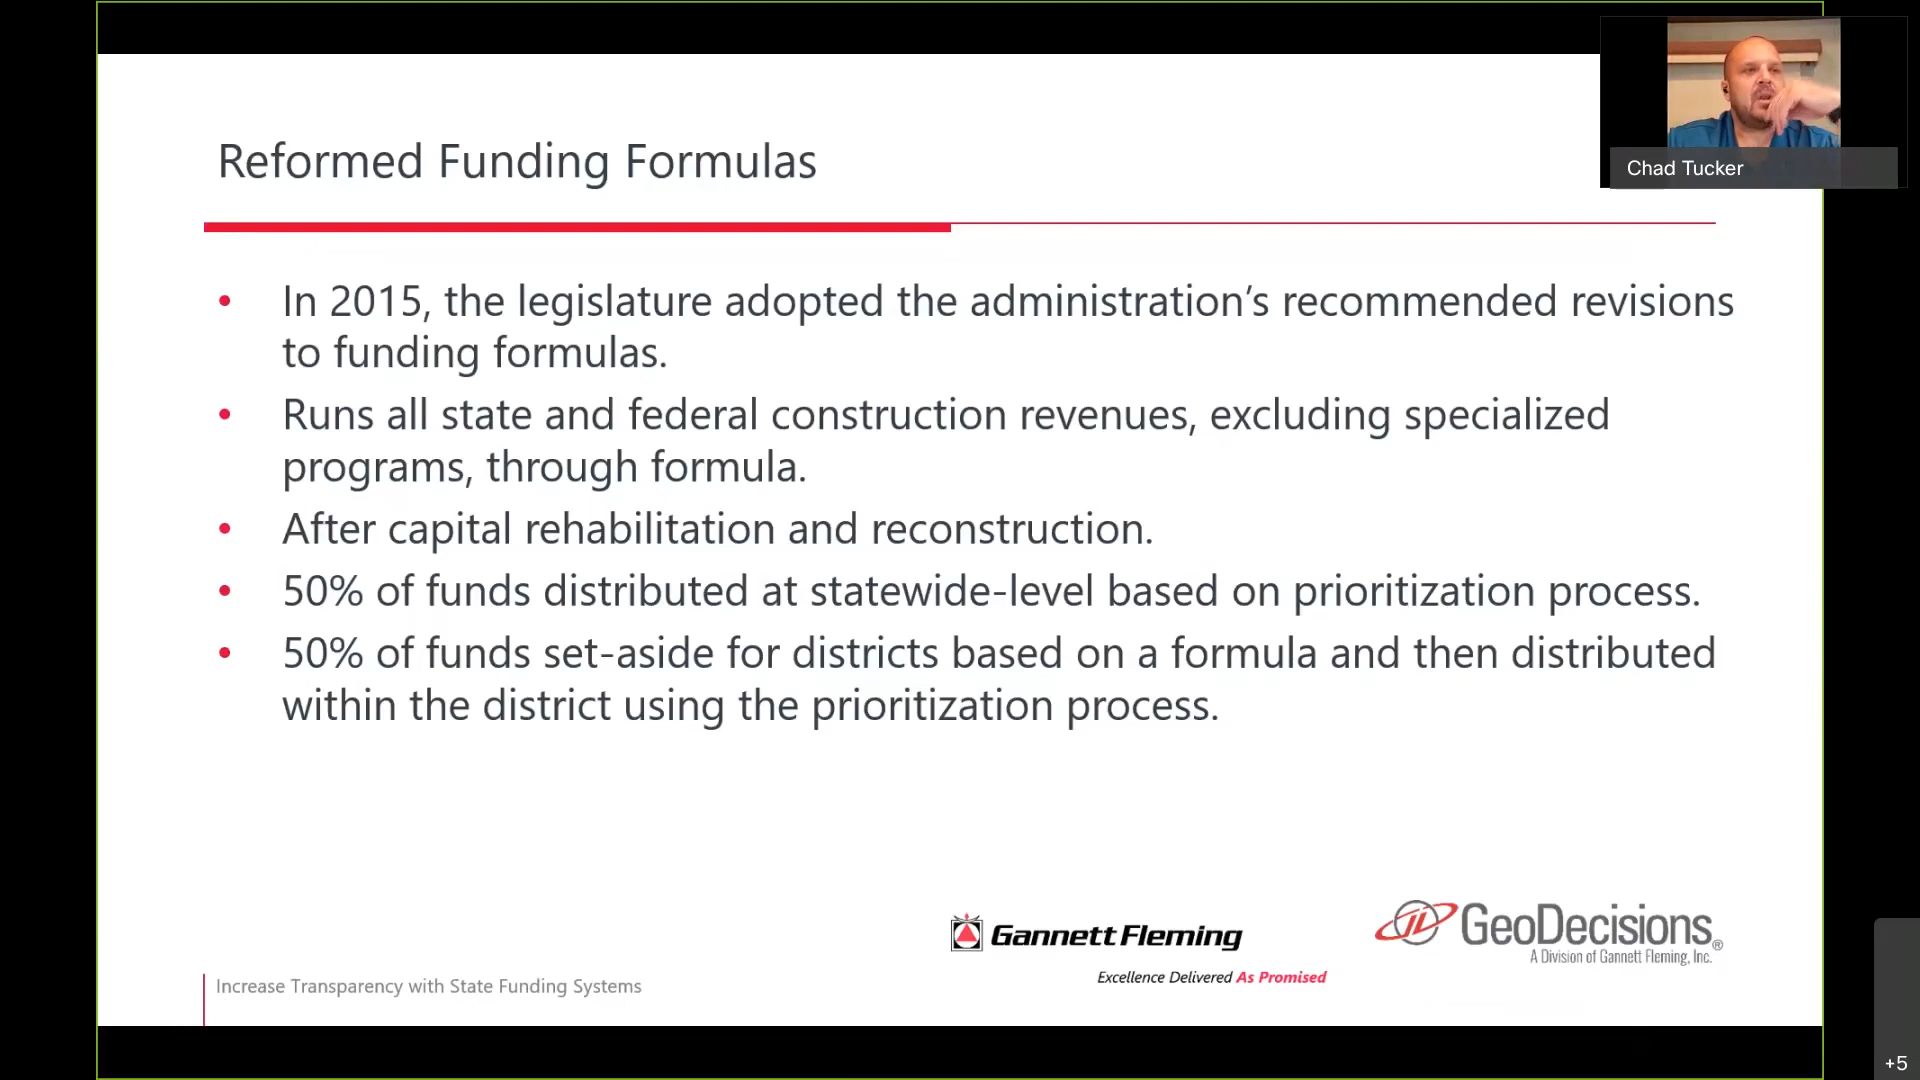 Chad Tucker
Reformed Funding Formulas
• In 2015, the legislature adopted the administration’s recommended revisions
to funding formulas.
• Runs all state and federal construction revenues, excluding specialized
programs, through formula.
• After capital rehabilitation and reconstruction.
• 50% of funds distributed at statewide-level based on prioritization process.
• 50% of funds set-aside for districts based on a formula and then distributed
within the district using the prioritization process.
Gannett Fleming
Excellence Delivered As Promised
GeoDecisions®
A Division of Gannett Fleming, Inc.
Increase Transparency with State Funding Systems
+5